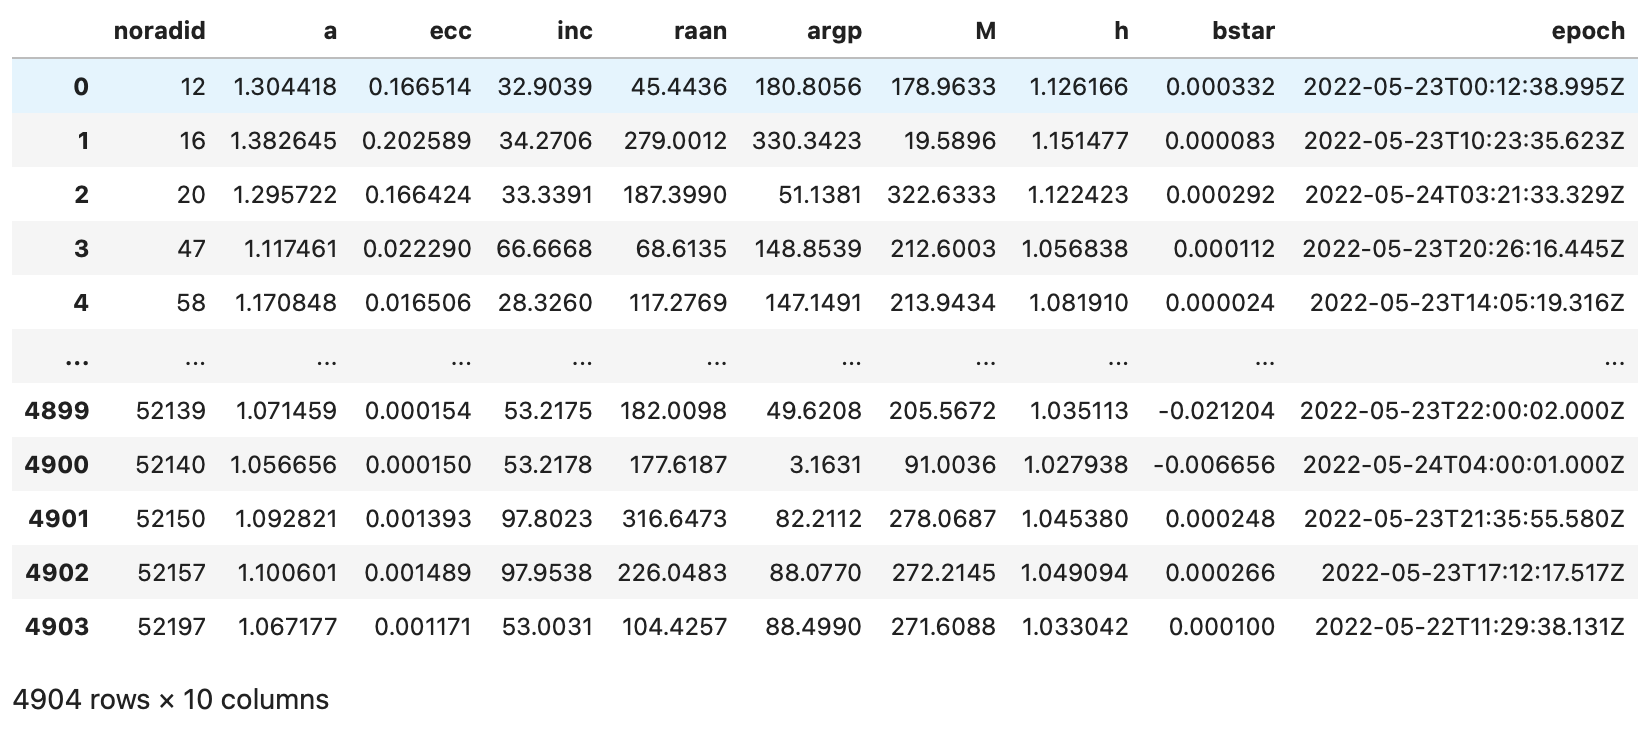 noradid a ecc inc raan argp M h bstar epoch
0 12 1.304418 0.166514 32.9039 45.4436 180.8056 178.9633 1.126166 0.000332 2022-05-23T00:12:38.995Z
1 16 1.382645 0.202589 34.2706 279.0012 330.3423 19.5896 1.151477 0.000083 2022-05-23T10:23:35.623Z
2 20 1.295722 0.166424 33.3391 187.3990 51.1381 322.6333 1.122423 0.000292 2022-05-24T03:21:33.329Z
3 47 1.117461 0.022290 66.6668 68.6135 148.8539 212.6003 1.056838 0.000112 2022-05-23T20:26:16.445Z
4 58 1.170848 0.016506 28.3260 117.2769 147.1491 213.9434 1.081910 0.000024 2022-05-23T14:05:19.316Z
... ... ... ... ... ... ... ... ... ... ...
4899 52139 1.071459 0.000154 53.2175 182.0098 49.6208 205.5672 1.035113 -0.021204 2022-05-23T22:00:02.000Z
4900 52140 1.056656 0.000150 53.2178 177.6187 3.1631 91.0036 1.027938 -0.006656 2022-05-24T04:00:01.000Z
4901 52150 1.092821 0.001393 97.8023 316.6473 82.2112 278.0687 1.045380 0.000248 2022-05-23T21:35:55.580Z
4902 52157 1.100601 0.001489 97.9538 226.0483 88.0770 272.2145 1.049094 0.000266 2022-05-23T17:12:17.517Z
4903 52197 1.067177 0.001171 53.0031 104.4257 88.4990 271.6088 1.033042 0.000100 2022-05-22T11:29:38.131Z
4904 rows × 10 columns